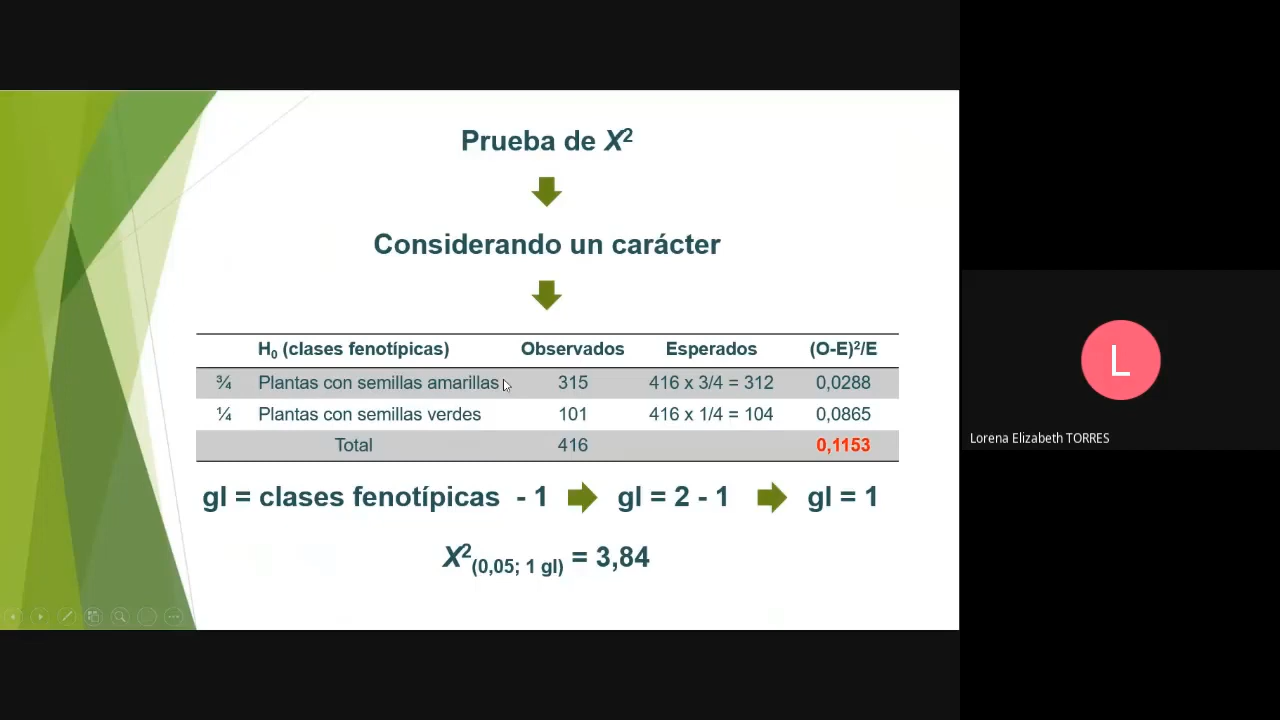 Prueba de X²
Considerando un carácter
H₀ (clases fenotípicas) Observados Esperados (O-E)²/E
¾ Plantas con semillas amarillas 315 416 x 3/4 = 312 0,0288
¼ Plantas con semillas verdes 101 416 x 1/4 = 104 0,0865
Total 416 0,1153
gl = clases fenotípicas - 1 gl = 2 - 1 gl = 1
X²(0,05; 1 gl) = 3,84
L
Lorena Elizabeth TORRES